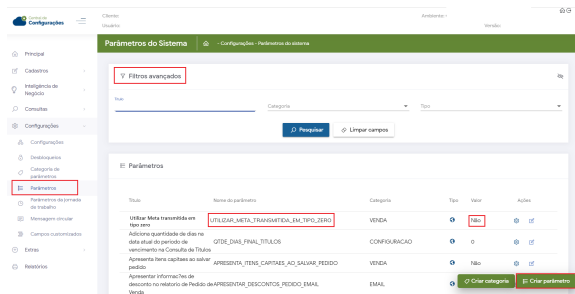 Central de
Configurações
Cliente:
Usuário:
Ambiente:
Versão:
Parâmetros do Sistema
- Configurações - Parâmetros do sistema
Principal
Cadastros
Inteligência de
Negócio
Consultas
Configurações
Configurações
Desbloqueios
Categoria de
parâmetros
Parâmetros
Parâmetros da jornada
de trabalho
Mensagem circular
Campos customizados
Extras
Relatórios
Filtros avançados
Título
Categoria
Tipo
Pesquisar
Limpar campos
Parâmetros
Título Nome do parâmetro Categoria Tipo Valor Ações
Utilizar Meta transmitida em
tipo zero
UTILIZAR_META_TRANSMITIDA_EM_TIPO_ZERO VENDA Não
Adiciona quantidade de dias na
data atual do período de
vencimento na Consulta de Títulos
QTDE_DIAS_FINAL_TITULOS CONFIGURACAO 0
Apresenta itens capitaes ao salvar
pedido
APRESENTA_ITENS_CAPITAES_AO_SALVAR_PEDIDO VENDA Não
Apresentar informac?es de
desconto no relatorio de Pedido de
Venda
APRESENTAR_DESCONTOS_PEDIDO_EMAIL EMAIL
Criar categoria
Criar parâmetro